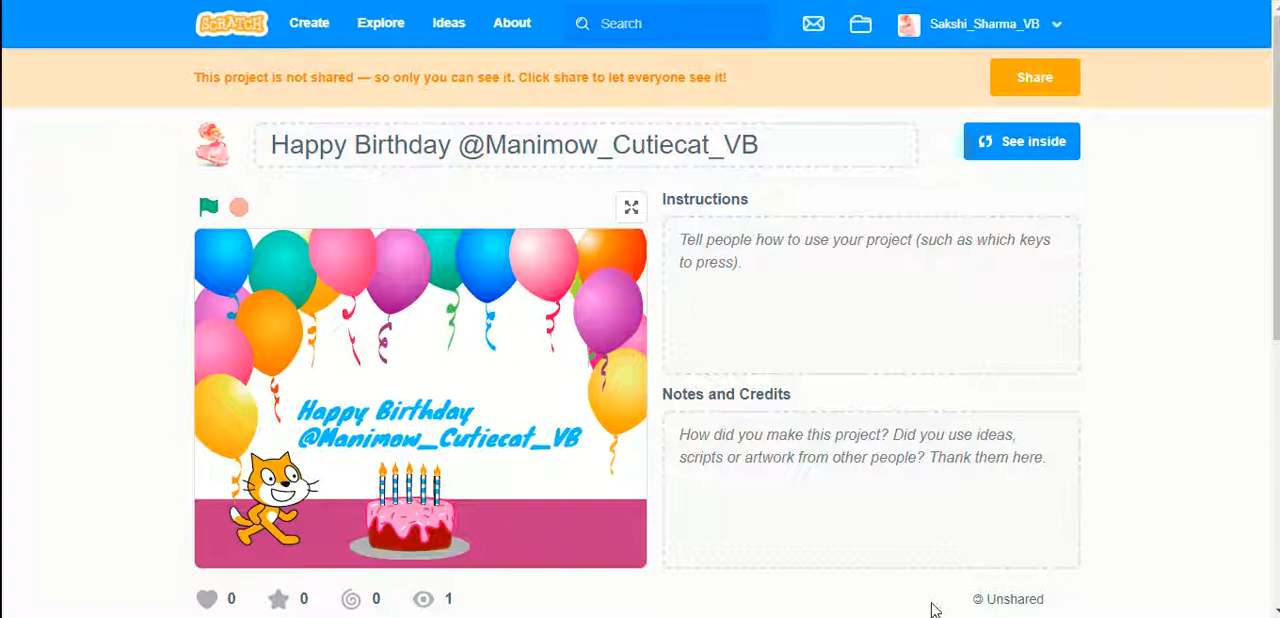 SCRATCH Create Explore Ideas About Search Sakshi_Sharma_VB
This project is not shared — so only you can see it. Click share to let everyone see it! Share
Happy Birthday @Manimow_Cutiecat_VB See inside
Instructions
Tell people how to use your project (such as which keys
to press).
Happy Birthday
@Manimow_Cutiecat_VB
Notes and Credits
How did you make this project? Did you use ideas,
scripts or artwork from other people? Thank them here.
0 0 0 1 Unshared